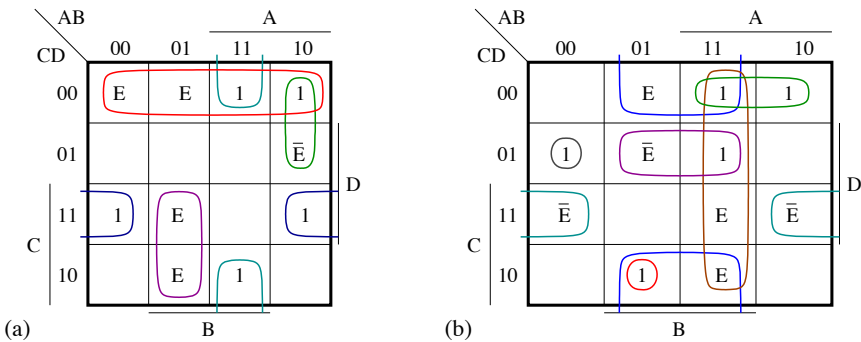 AB A AB A
00 01 11 10 00 01 11 10
CD CD
00 E E 1 1 00 E 1 1
01 E̅ 01 1 E̅ 1
D D
11 1 E 1 11 E̅ E E̅
C C
10 E 1 10 1 E
(a) B (b) B